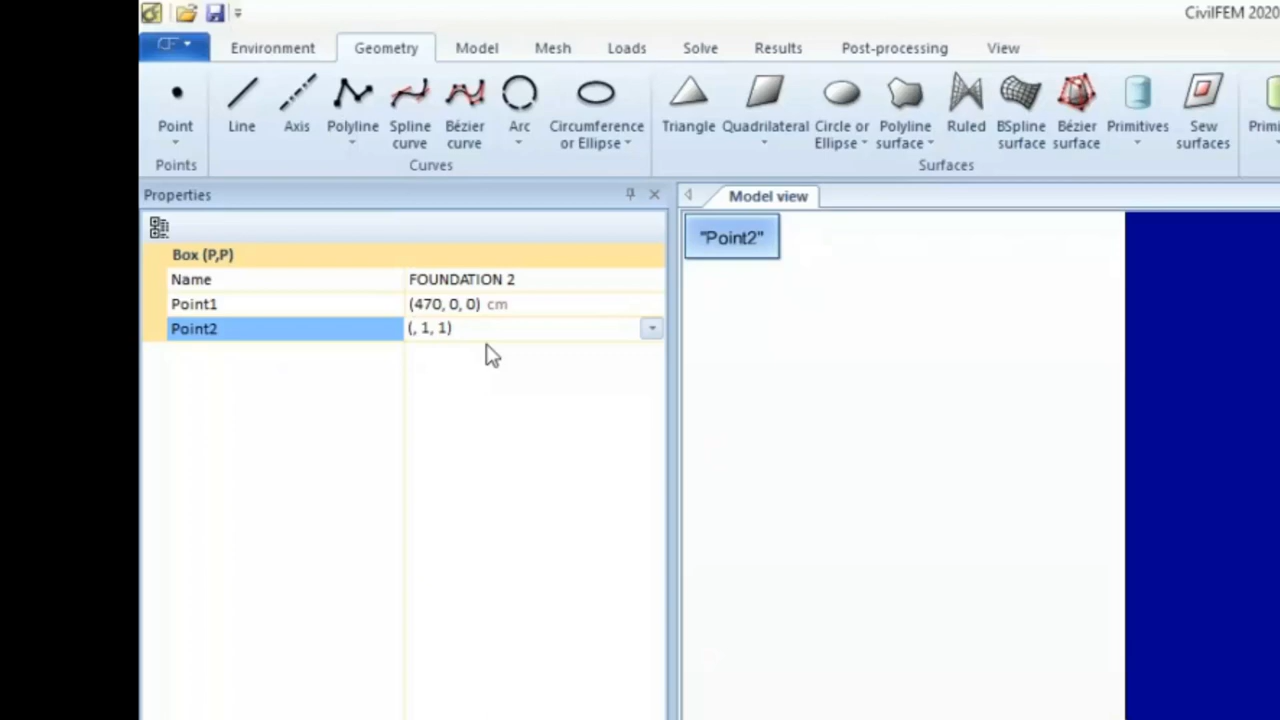 CivilFEM 2020
Environment Geometry Model Mesh Loads Solve Results Post-processing View
Point Line Axis Polyline Spline curve Bézier curve Arc Circumference or Ellipse Triangle Quadrilateral Circle or Ellipse Polyline surface Ruled BSpline surface Bézier surface Primitives Sew surfaces Primi
Points Curves Surfaces
Properties
Model view
"Point2"
Box (P,P)
Name FOUNDATION 2
Point1 (470, 0, 0) cm
Point2 (, 1, 1)